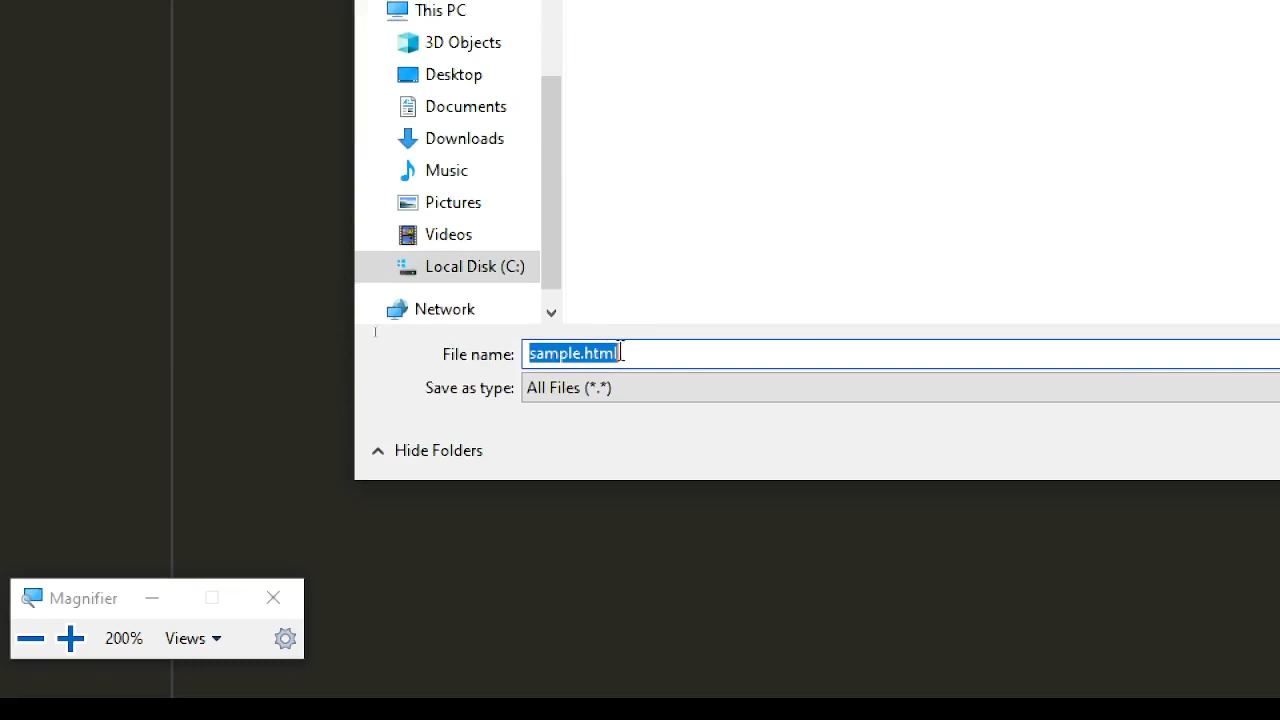 This PC
3D Objects
Desktop
Documents
Downloads
Music
Pictures
Videos
Local Disk (C:)
Network
File name: sample.html
Save as type: All Files (*.*)
Hide Folders
Magnifier
200% Views